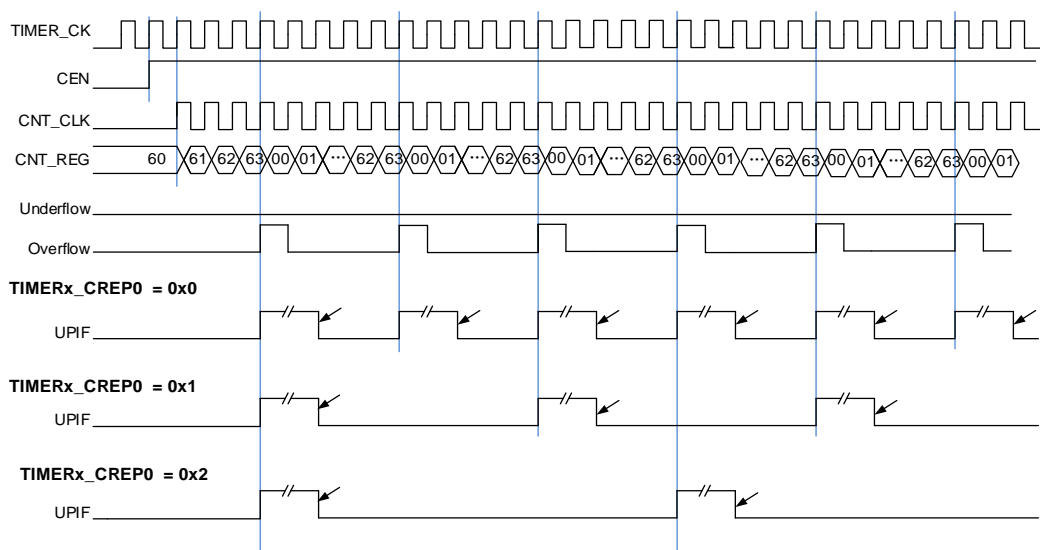 TIMER_CK
CEN
CNT_CLK
CNT_REG 60 61 62 63 00 01 ... 62 63 00 01 ... 62 63 00 01 ... 62 63 00 01 ... 62 63 00 01 ... 62 63 00 01
Underflow
Overflow
TIMERx_CREP0 = 0x0
UPIF
TIMERx_CREP0 = 0x1
UPIF
TIMERx_CREP0 = 0x2
UPIF